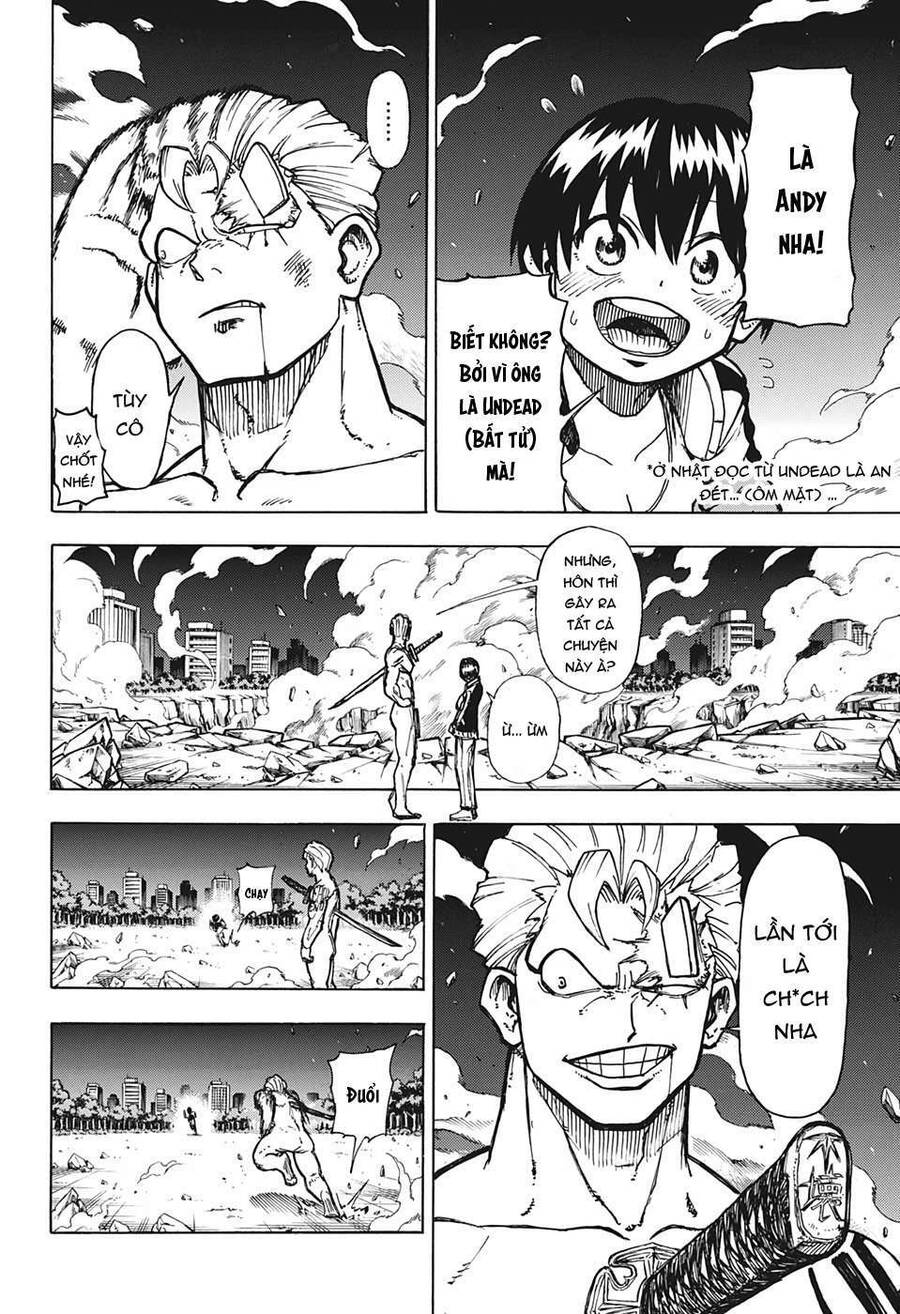 LÀ
ANDY
NHA!
BIẾT KHÔNG?
BỞI VÌ ÔNG
LÀ UNDEAD
(BẤT TỬ)
MÀ!
*Ở NHẬT ĐỌC TỪ UNDEAD LÀ AN
ĐÉT... (ÔM MẶT) ...
......
TÙY
CÔ
VẬY
CHỐT
NHÉ!
NHƯNG,
HÔN THÌ
GÂY RA
TẤT CẢ
CHUYỆN
NÀY À?
Ừ... ỪM
LẦN TỚI
LÀ
CH*CH
NHA
不
壊
CHẠY
ĐUỔI